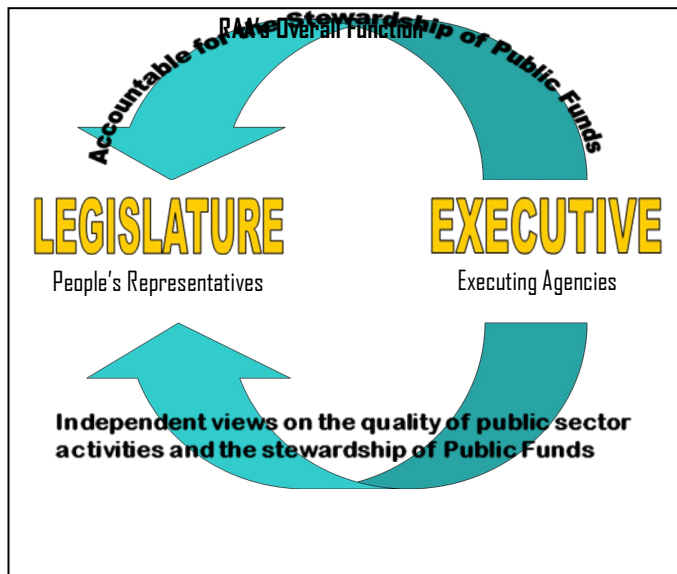 RAA's Overall Function
Accountable for the Stewardship of Public Funds
LEGISLATURE
EXECUTIVE
People's Representatives
Executing Agencies
Independent views on the quality of public sector
activities and the stewardship of Public Funds